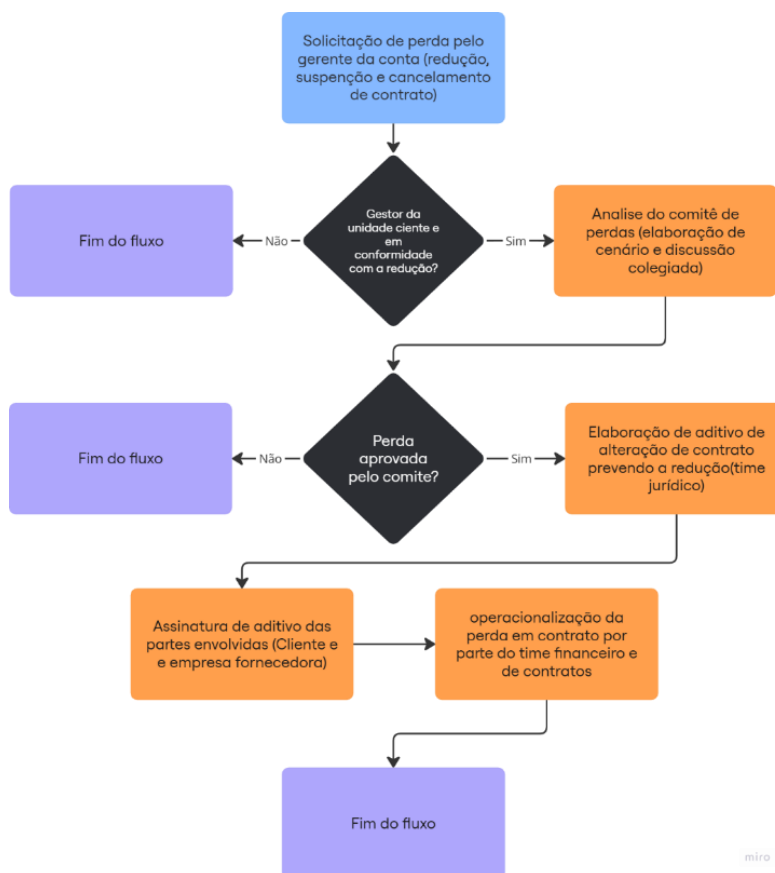 Solicitação de perda pelo
gerente da conta (redução,
suspenção e cancelamento
de contrato)
Gestor da
unidade ciente e
em
conformidade
com a redução?
Não
Fim do fluxo
Sim
Analise do comitê de
perdas (elaboração de
cenário e discussão
colegiada)
Perda
aprovada
pelo comite?
Não
Fim do fluxo
Sim
Elaboração de aditivo de
alteração de contrato
prevendo a redução(time
jurídico)
Assinatura de aditivo das
partes envolvidas (Cliente e
e empresa fornecedora)
operacionalização da
perda em contrato por
parte do time financeiro e
de contratos
Fim do fluxo
miro